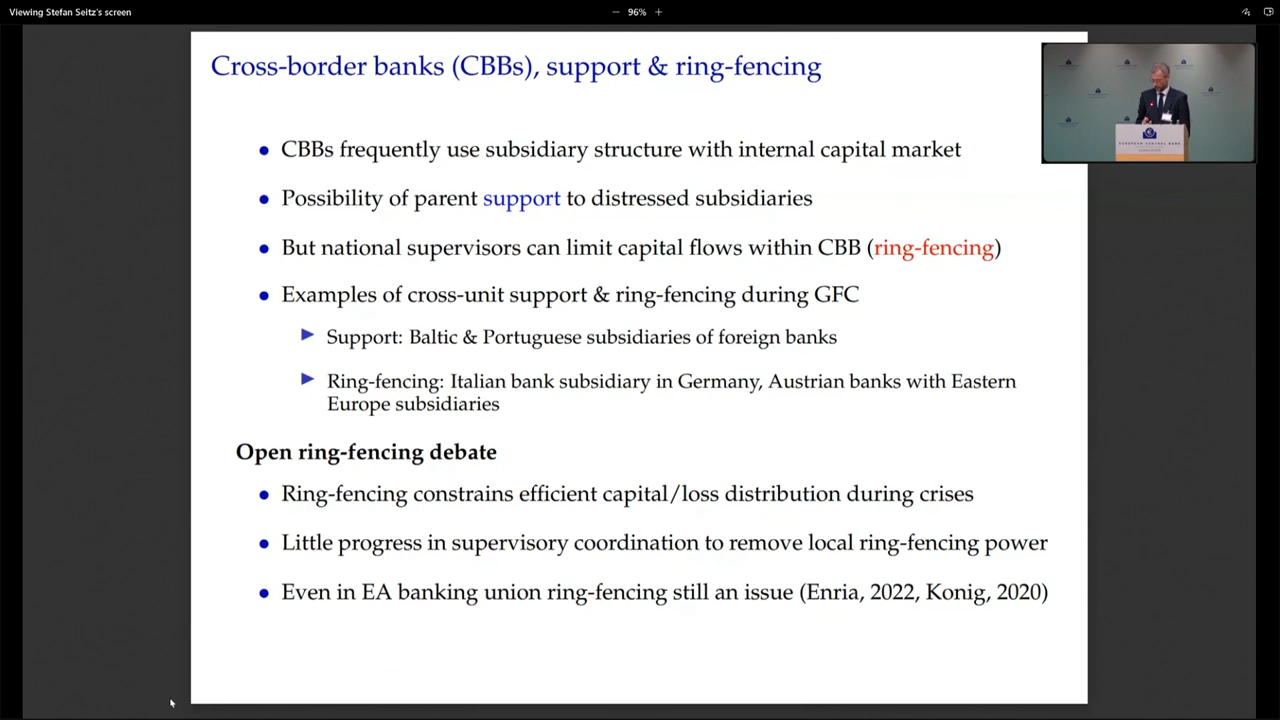 Viewing Stefan Seitz's screen
− 96% +
Cross-border banks (CBBs), support & ring-fencing
• CBBs frequently use subsidiary structure with internal capital market
• Possibility of parent support to distressed subsidiaries
• But national supervisors can limit capital flows within CBB (ring-fencing)
• Examples of cross-unit support & ring-fencing during GFC
▶ Support: Baltic & Portuguese subsidiaries of foreign banks
▶ Ring-fencing: Italian bank subsidiary in Germany, Austrian banks with Eastern
Europe subsidiaries
Open ring-fencing debate
• Ring-fencing constrains efficient capital/loss distribution during crises
• Little progress in supervisory coordination to remove local ring-fencing power
• Even in EA banking union ring-fencing still an issue (Enria, 2022, Konig, 2020)
EUROPEAN CENTRAL BANK